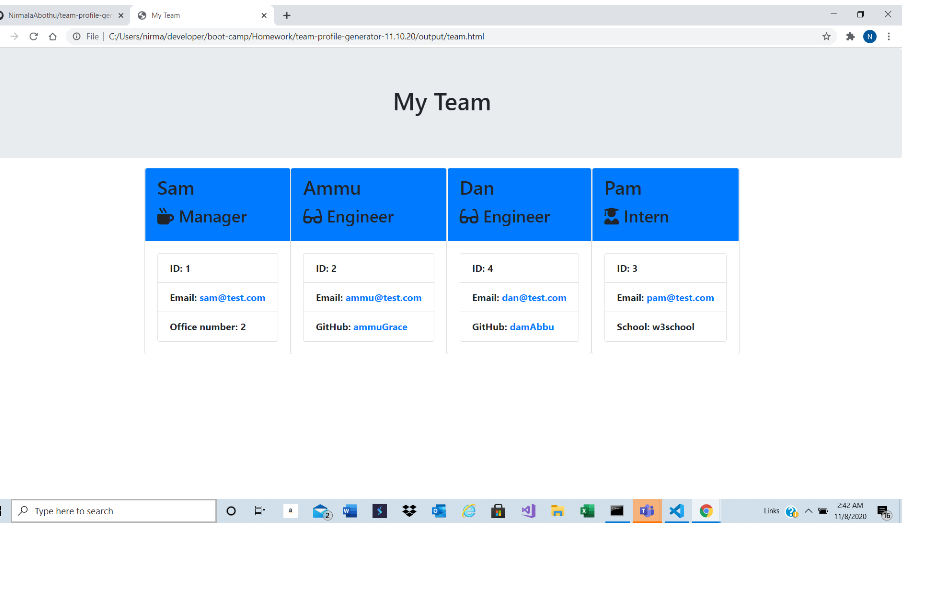 NirmalaAbothu/team-profile-ger
My Team
File | C:/Users/nirma/developer/boot-camp/Homework/team-profile-generator-11.10.20/output/team.html
N
My Team
Sam
Manager
ID: 1
Email: sam@test.com
Office number: 2
Ammu
Engineer
ID: 2
Email: ammu@test.com
GitHub: ammuGrace
Dan
Engineer
ID: 4
Email: dan@test.com
GitHub: damAbbu
Pam
Intern
ID: 3
Email: pam@test.com
School: w3school
Type here to search
Links
2:42 AM
11/8/2020